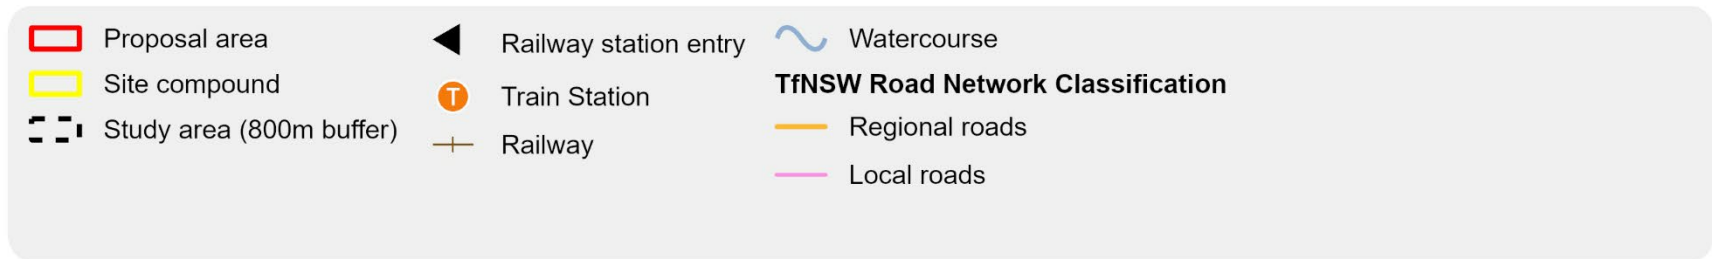 Proposal area
Site compound
Study area (800m buffer)
Railway station entry
T Train Station
Railway
Watercourse
TfNSW Road Network Classification
Regional roads
Local roads